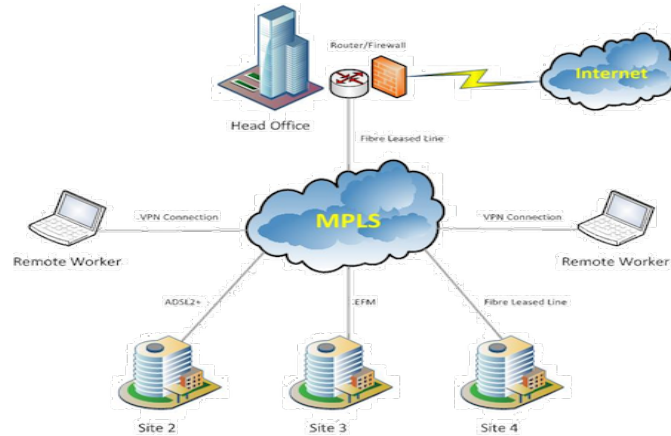 Router/Firewall
Internet
Head Office
Fibre Leased Line
VPN Connection
MPLS
VPN Connection
Remote Worker
Remote Worker
ADSL2+
EFM
Fibre Leased Line
Site 2
Site 3
Site 4